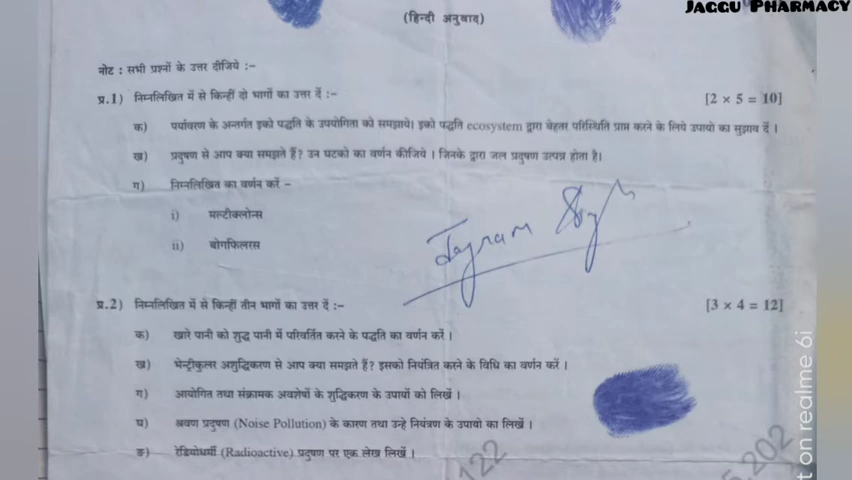 JAGGU PHARMACY
(हिन्दी अनुवाद)
नोट : सभी प्रश्नों के उत्तर दीजिये :-
प्र.1) निम्नलिखित में से किन्हीं दो भागों का उत्तर दें :- [2 × 5 = 10]
क) पर्यावरण के अन्तर्गत इको पद्धति के उपयोगिता को समझाये। इको पद्धति ecosystem द्वारा बेहतर परिस्थिति प्राप्त करने के लिये उपायो का सुझाव दें ।
ख) प्रदुषण से आप क्या समझते हैं? उन घटको का वर्णन कीजिये । जिनके द्वारा जल प्रदुषण उत्पन्न होता है।
ग) निम्नलिखित का वर्णन करें –
i) मल्टीक्लोन्स
ii) बोगफिलरस
प्र.2) निम्नलिखित में से किन्हीं तीन भागों का उत्तर दें :- [3 × 4 = 12]
क) खारे पानी को शुद्ध पानी में परिवर्तित करने के पद्धति का वर्णन करें ।
ख) भेन्ट्रीकुलर अशुद्धिकरण से आप क्या समझते हैं? इसको नियंत्रित करने के विधि का वर्णन करें ।
ग) आयोगित तथा संक्रामक अवशेषों के शुद्धिकरण के उपायों को लिखें ।
घ) श्रवण प्रदुषण (Noise Pollution) के कारण तथा उन्हे नियंत्रण के उपायो का लिखें ।
ङ) रेडियोधर्मी (Radioactive) प्रदुषण पर एक लेख लिखें ।
t on realme 6i